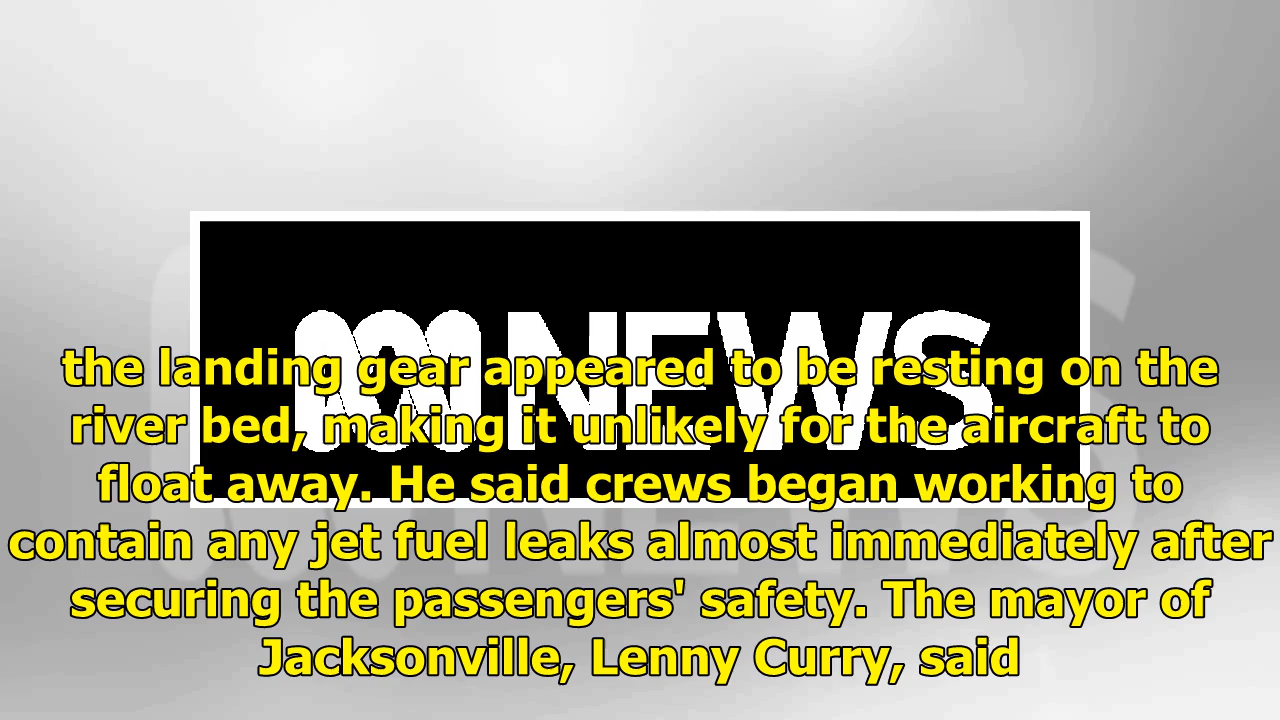 NEWS
the landing gear appeared to be resting on the
river bed, making it unlikely for the aircraft to
float away. He said crews began working to
contain any jet fuel leaks almost immediately after
securing the passengers' safety. The mayor of
Jacksonville, Lenny Curry, said